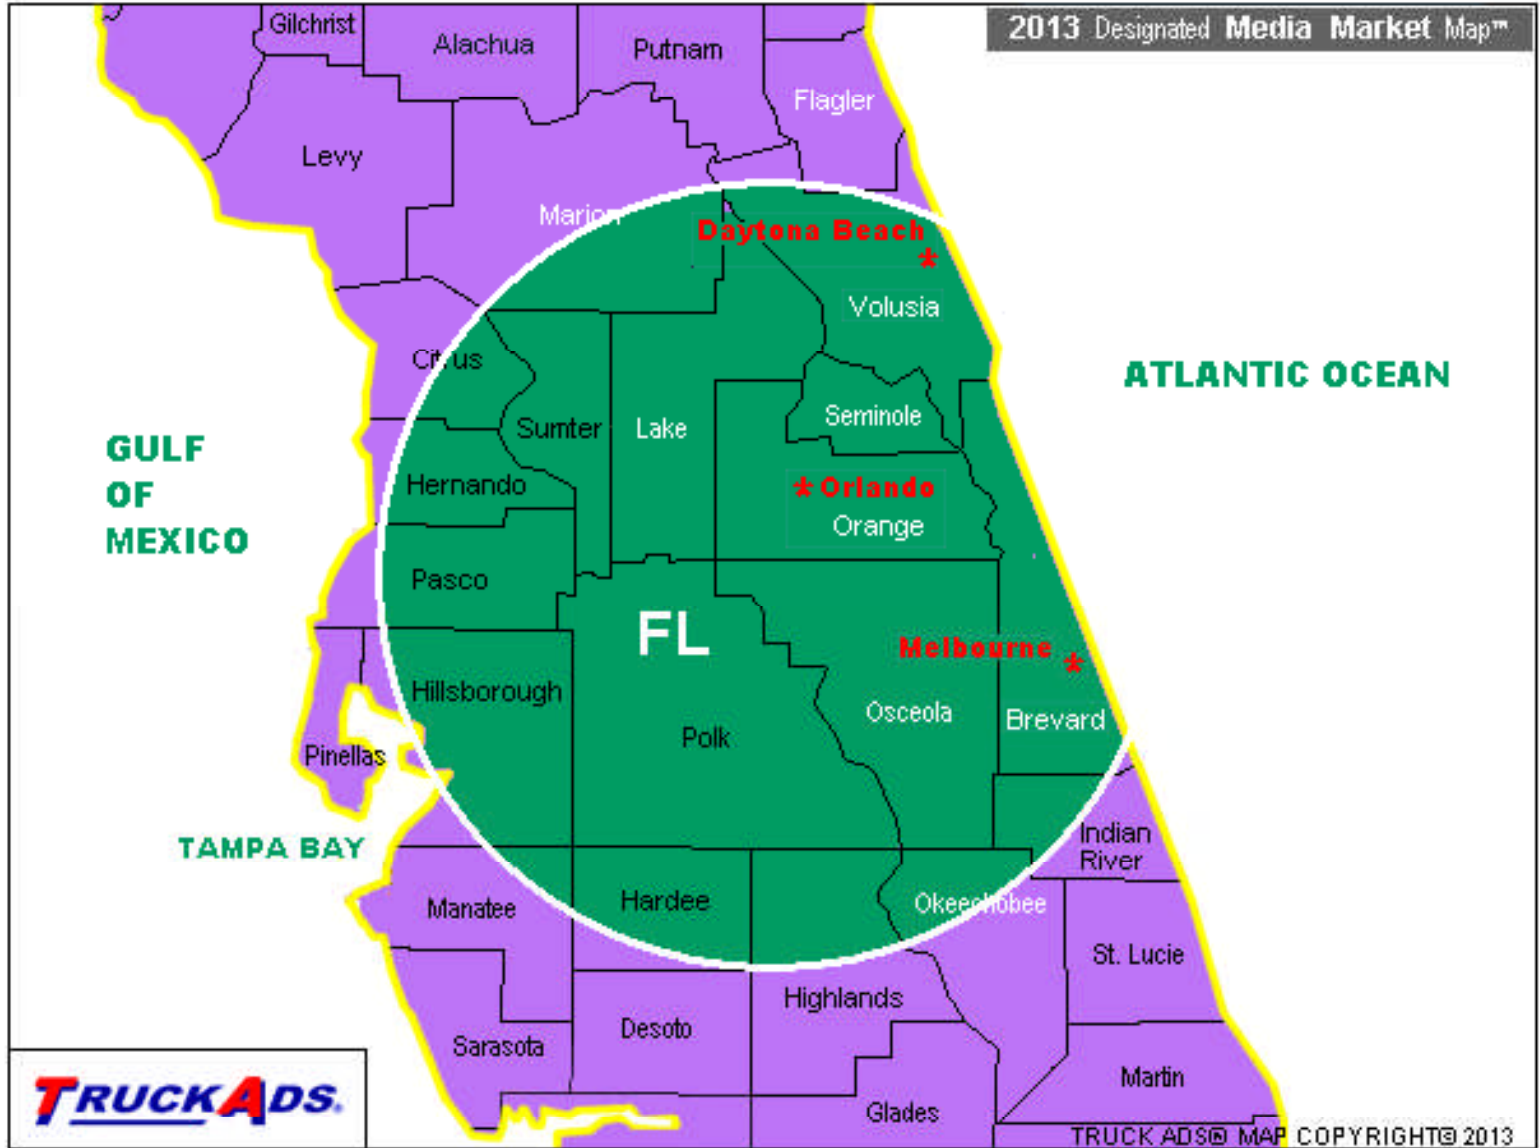 2013 Designated Media Market Map™
Gilchrist
Alachua
Putnam
Flagler
Levy
Marion
Daytona Beach
*
Volusia
Citrus
ATLANTIC OCEAN
Sumter
Lake
Seminole
GULF
OF
MEXICO
Hernando
* Orlando
Orange
Pasco
FL
Melbourne
*
Hillsborough
Osceola
Brevard
Polk
Pinellas
TAMPA BAY
Indian
River
Manatee
Hardee
Okeechobee
St. Lucie
Highlands
Desoto
Sarasota
Martin
Glades
TRUCKADS.
TRUCK ADS® MAP COPYRIGHT© 2013